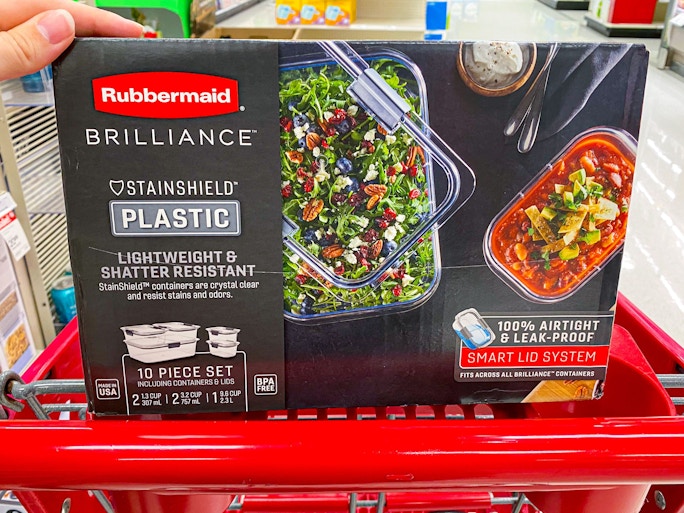 Rubbermaid®
BRILLIANCE™
STAINSHIELD™
PLASTIC
LIGHTWEIGHT &
SHATTER RESISTANT
StainShield™ containers are crystal clear
and resist stains and odors.
10 PIECE SET
INCLUDING CONTAINERS & LIDS
MADE IN
USA
2 1.3 CUP 307 mL | 2 3.2 CUP 757 mL | 1 9.6 CUP 2.3 L
BPA
FREE
100% AIRTIGHT
& LEAK-PROOF
SMART LID SYSTEM
FITS ACROSS ALL BRILLIANCE™ CONTAINERS